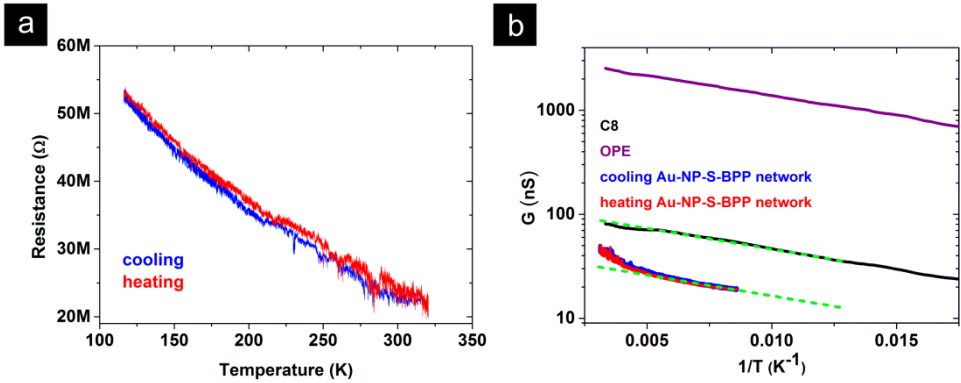 a
60M
50M
40M
30M
20M
Resistance (Ω)
cooling
heating
100 150 200 250 300 350
Temperature (K)
b
1000
100
10
G (nS)
C8
OPE
cooling Au-NP-S-BPP network
heating Au-NP-S-BPP network
0.005 0.010 0.015
1/T (K⁻¹)